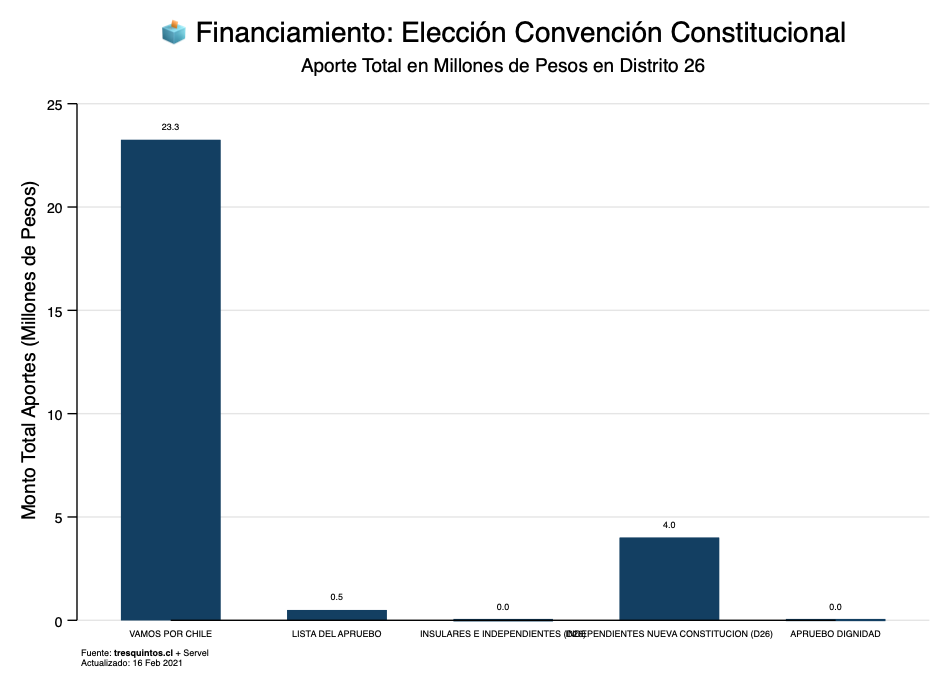 Financiamiento: Elección Convención Constitucional
Aporte Total en Millones de Pesos en Distrito 26
Monto Total Aportes (Millones de Pesos)
25
20
15
10
5
0
23.3
0.5
0.0
4.0
0.0
VAMOS POR CHILE
LISTA DEL APRUEBO
INSULARES E INDEPENDIENTES
INDEPENDIENTES NUEVA CONSTITUCION (D26)
APRUEBO DIGNIDAD
Fuente: tresquintos.cl + Servel
Actualizado: 16 Feb 2021